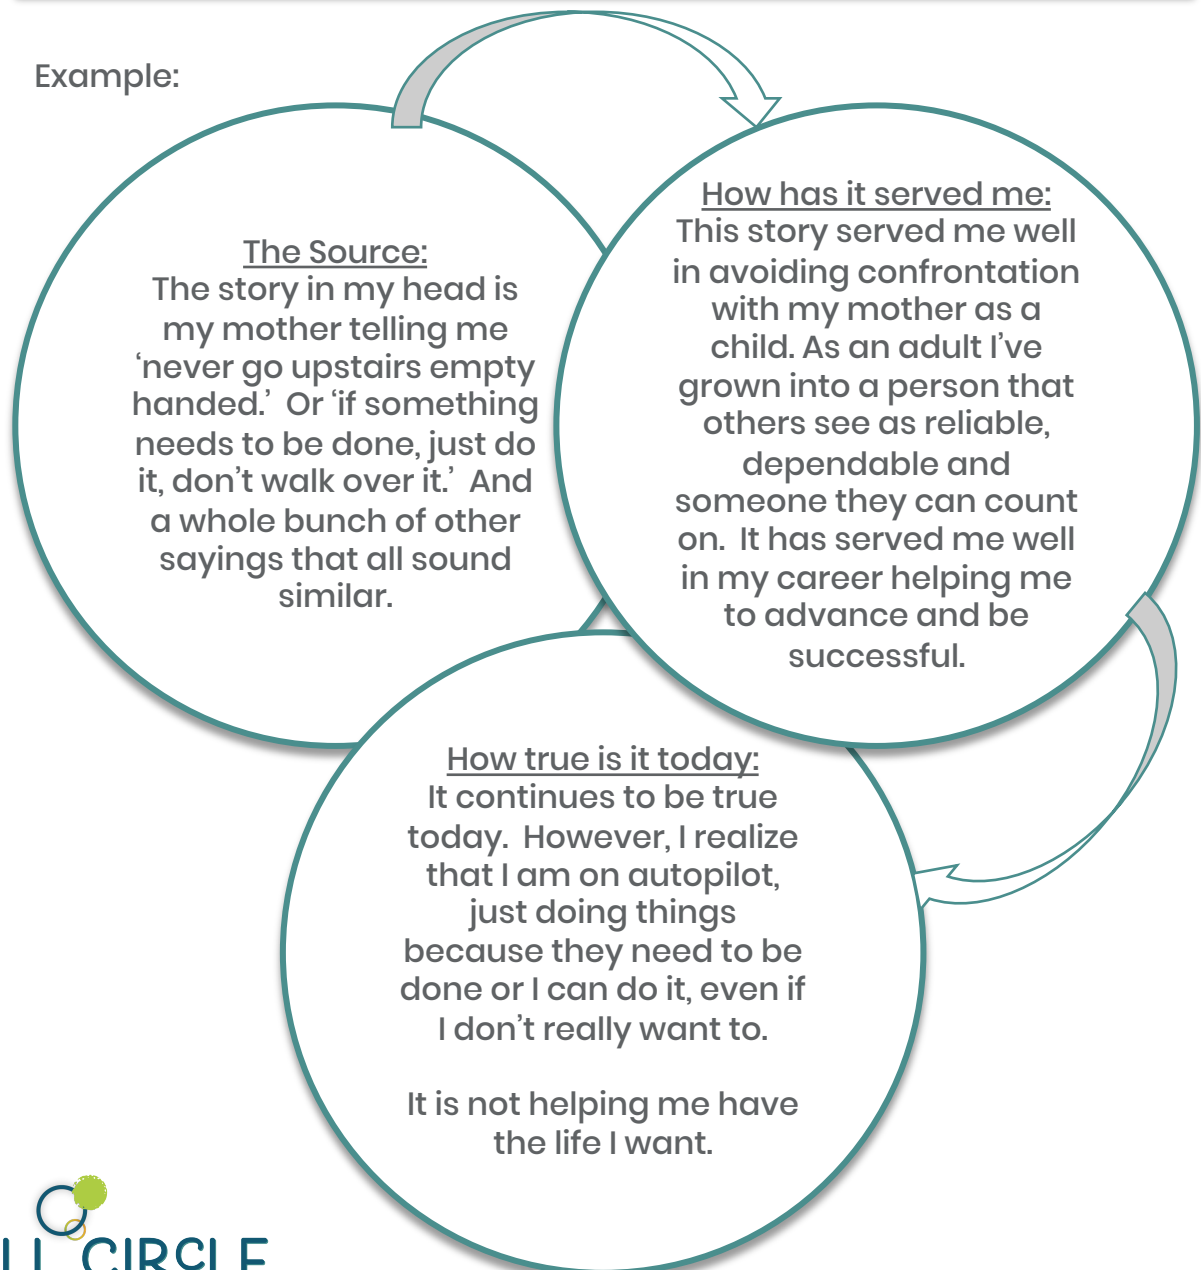 Example:
The Source:
The story in my head is
my mother telling me
‘never go upstairs empty
handed.’ Or ‘if something
needs to be done, just do
it, don’t walk over it.’ And
a whole bunch of other
sayings that all sound
similar.
How has it served me:
This story served me well
in avoiding confrontation
with my mother as a
child. As an adult I’ve
grown into a person that
others see as reliable,
dependable and
someone they can count
on. It has served me well
in my career helping me
to advance and be
successful.
How true is it today:
It continues to be true
today. However, I realize
that I am on autopilot,
just doing things
because they need to be
done or I can do it, even if
I don’t really want to.
It is not helping me have
the life I want.
CIRCLE